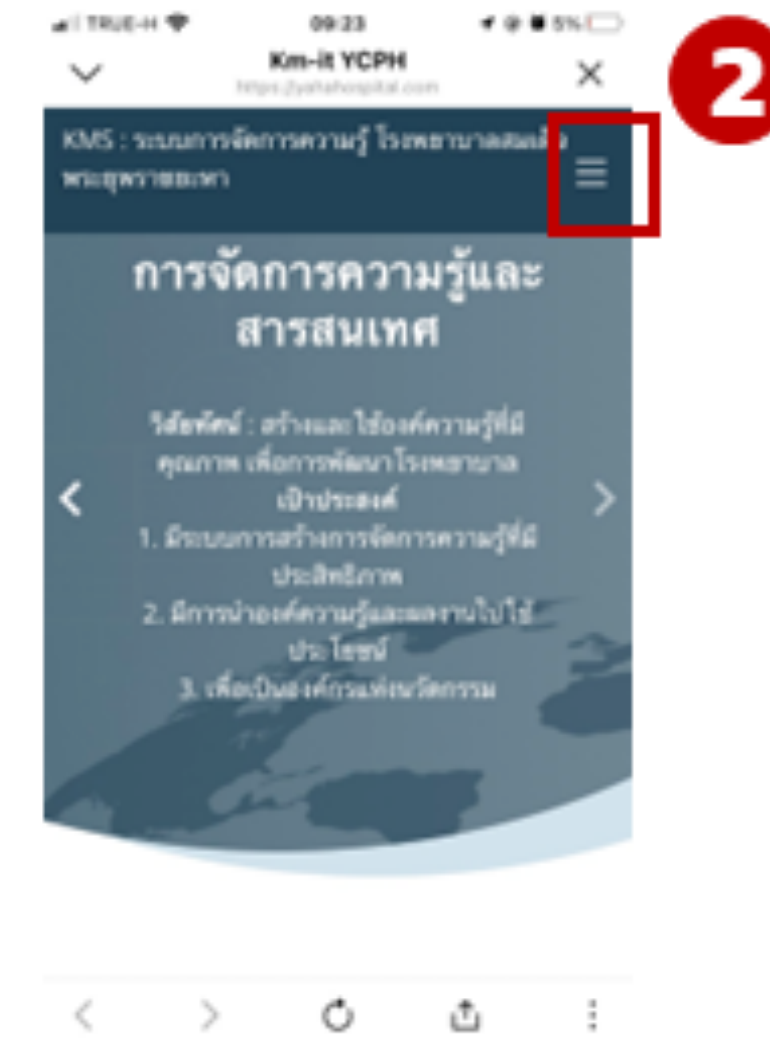 TRUE-H 09:23 5%
Km-it YCPH
https://yahahospital.com
2
KMS : ระบบการจัดการความรู้ โรงพยาบาลสมเด็จ
พระยุพราชยะหา
การจัดการความรู้และ
สารสนเทศ
วิสัยทัศน์ : สร้างและใช้องค์ความรู้ที่มี
คุณภาพ เพื่อการพัฒนาโรงพยาบาล
เป้าประสงค์
1. มีระบบการสร้างการจัดการความรู้ที่มี
ประสิทธิภาพ
2. มีการนำองค์ความรู้และผลงานไปใช้
ประโยชน์
3. เพื่อเป็นองค์กรแห่งนวัตกรรม